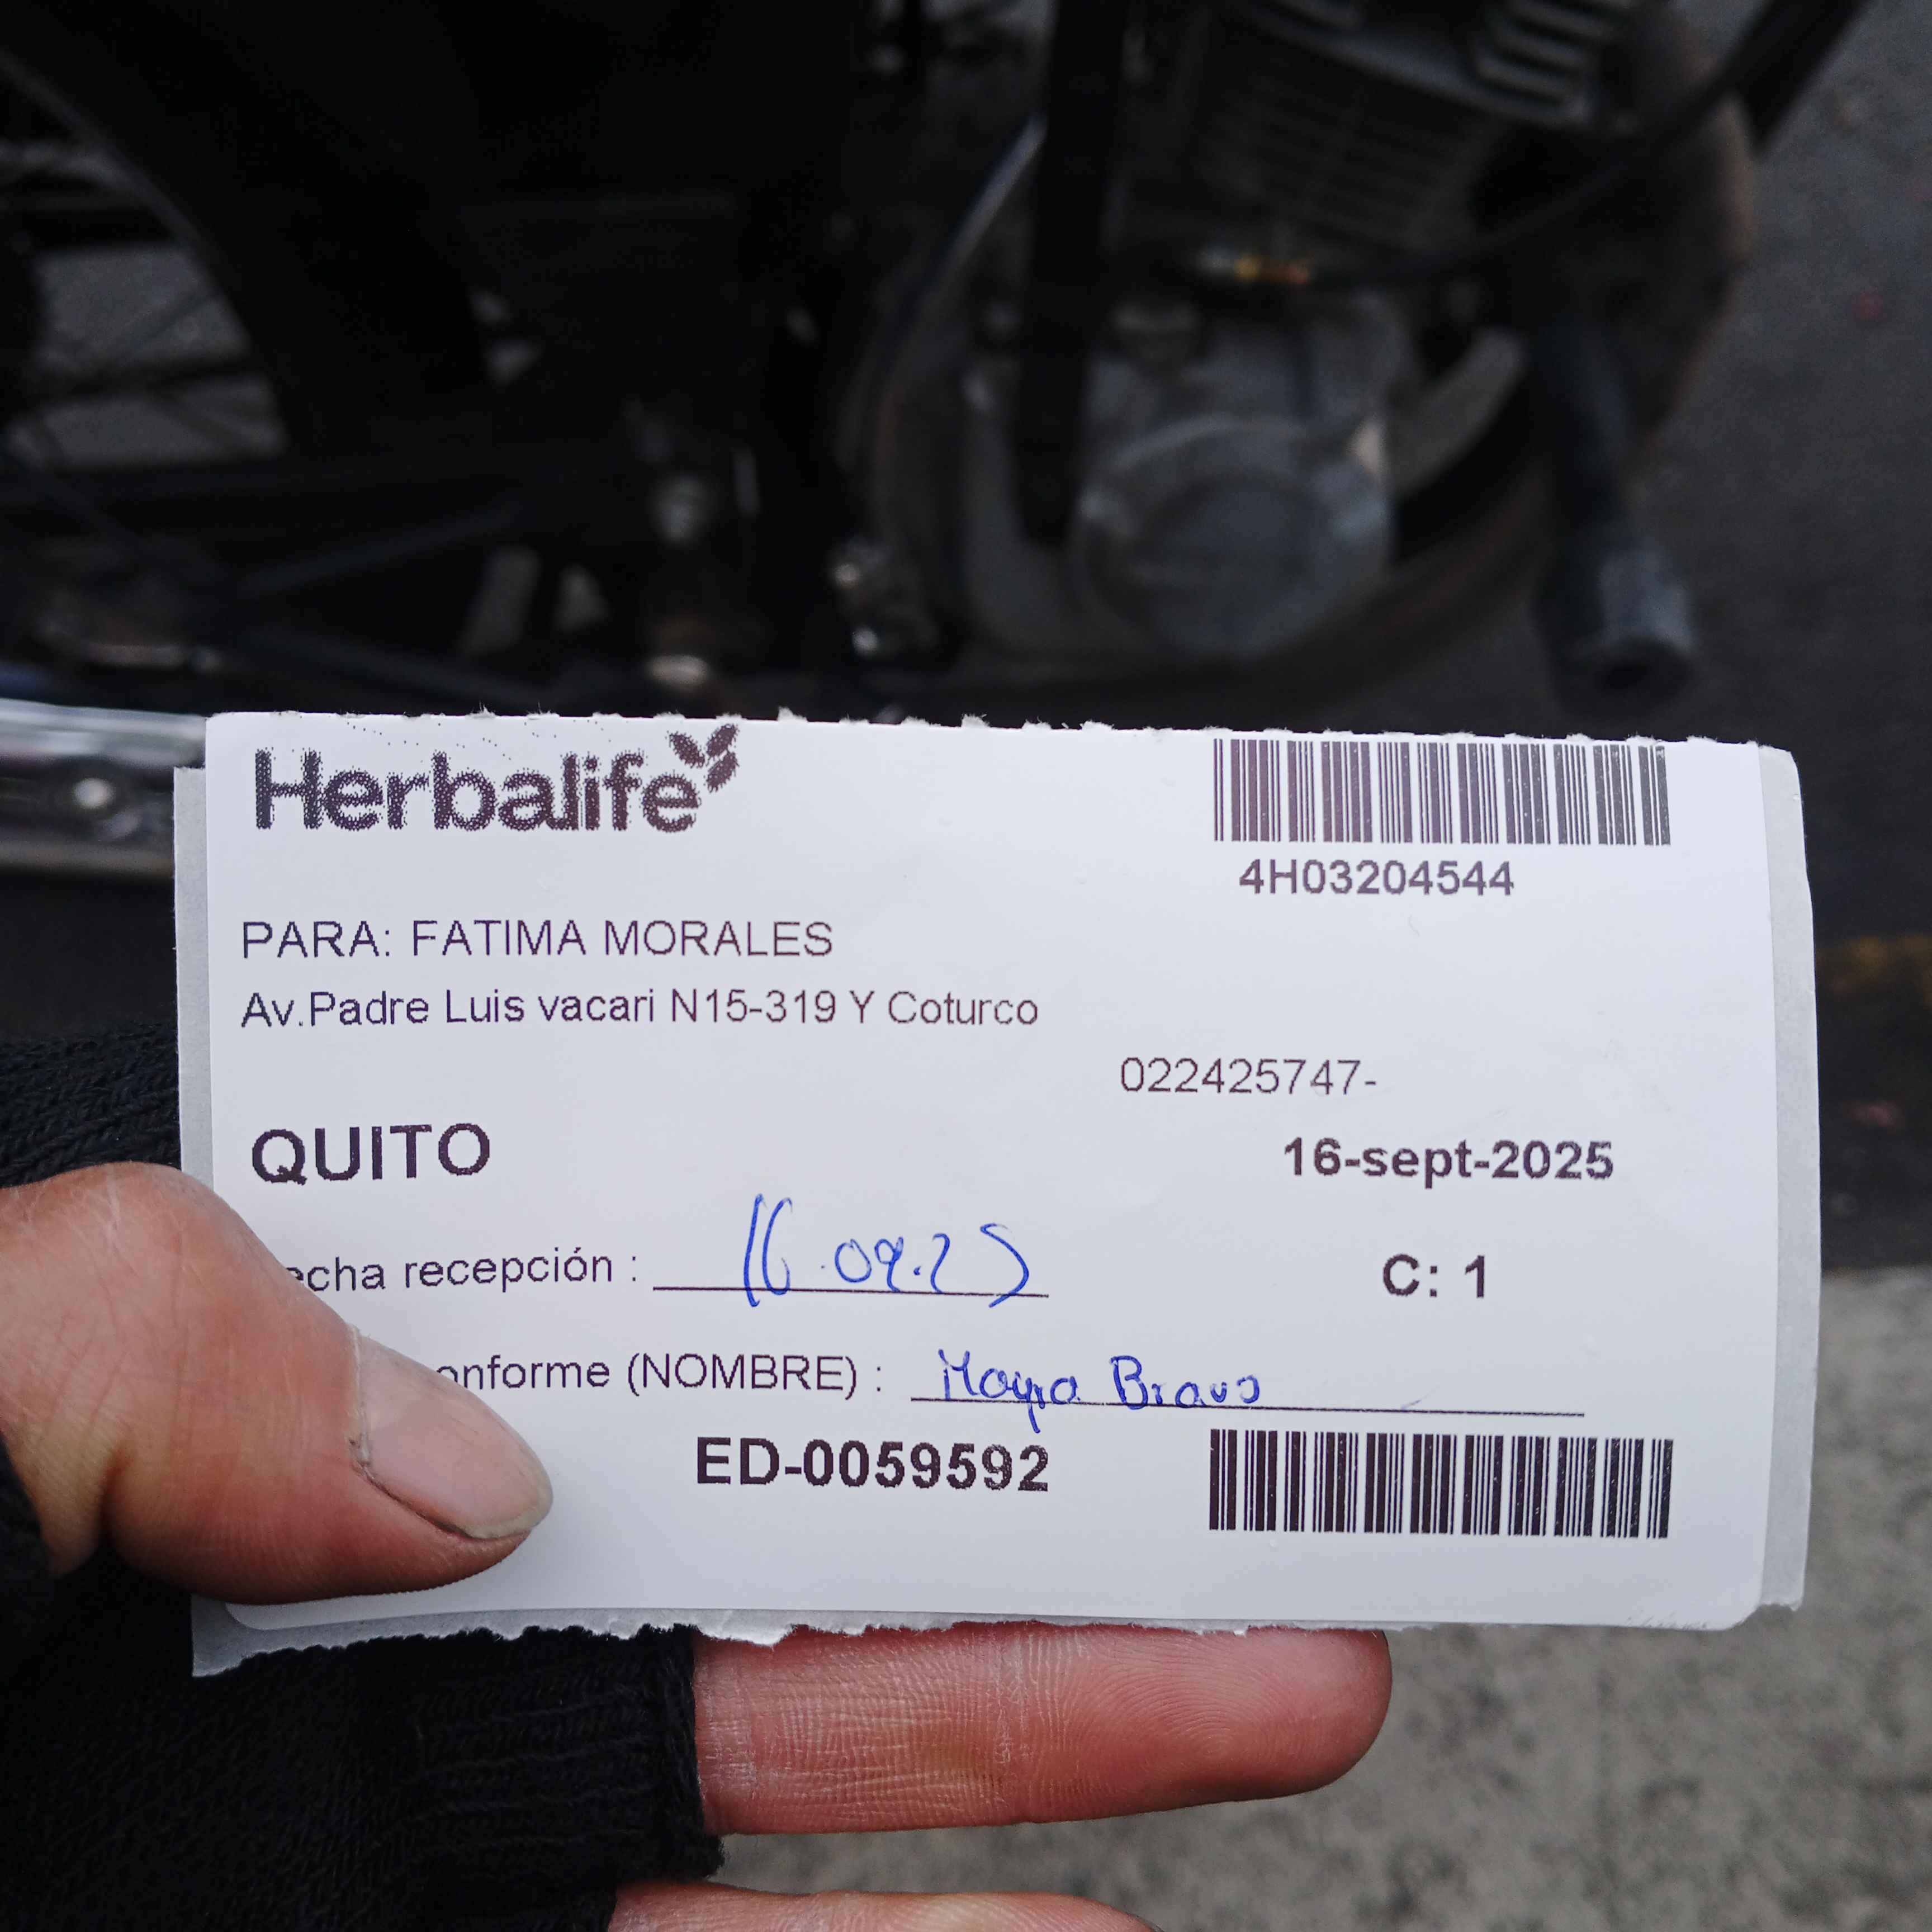 Herbalife
4H03204544
PARA: FATIMA MORALES
Av.Padre Luis vacari N15-319 Y Coturco
022425747-
QUITO
16-sept-2025
echa recepción : 16.09.25
C: 1
onforme (NOMBRE) : Mayra Bravo
ED-0059592